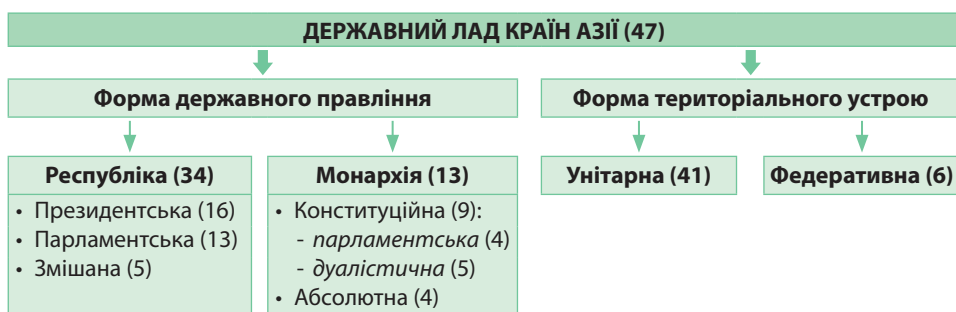 ДЕРЖАВНИЙ ЛАД КРАЇН АЗІЇ (47)
Форма державного правління
Форма територіального устрою
Республіка (34)
• Президентська (16)
• Парламентська (13)
• Змішана (5)
Монархія (13)
• Конституційна (9):
- парламентська (4)
- дуалістична (5)
• Абсолютна (4)
Унітарна (41)
Федеративна (6)